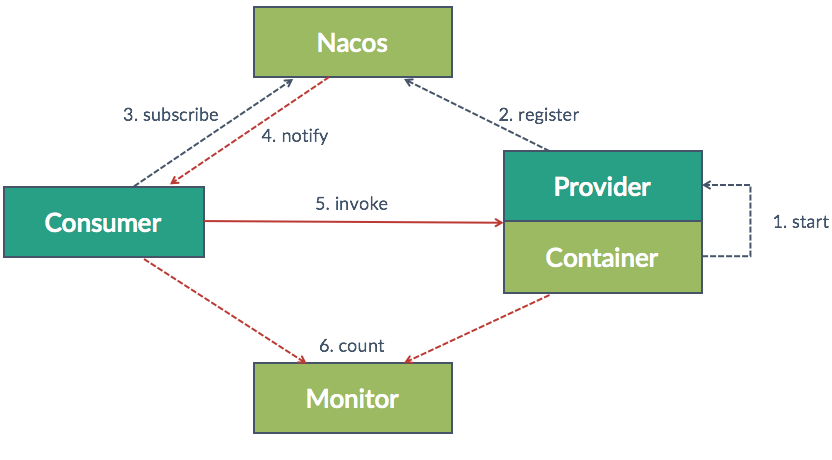 Nacos
3. subscribe
2. register
4. notify
Provider
Consumer
5. invoke
1. start
Container
6. count
Monitor